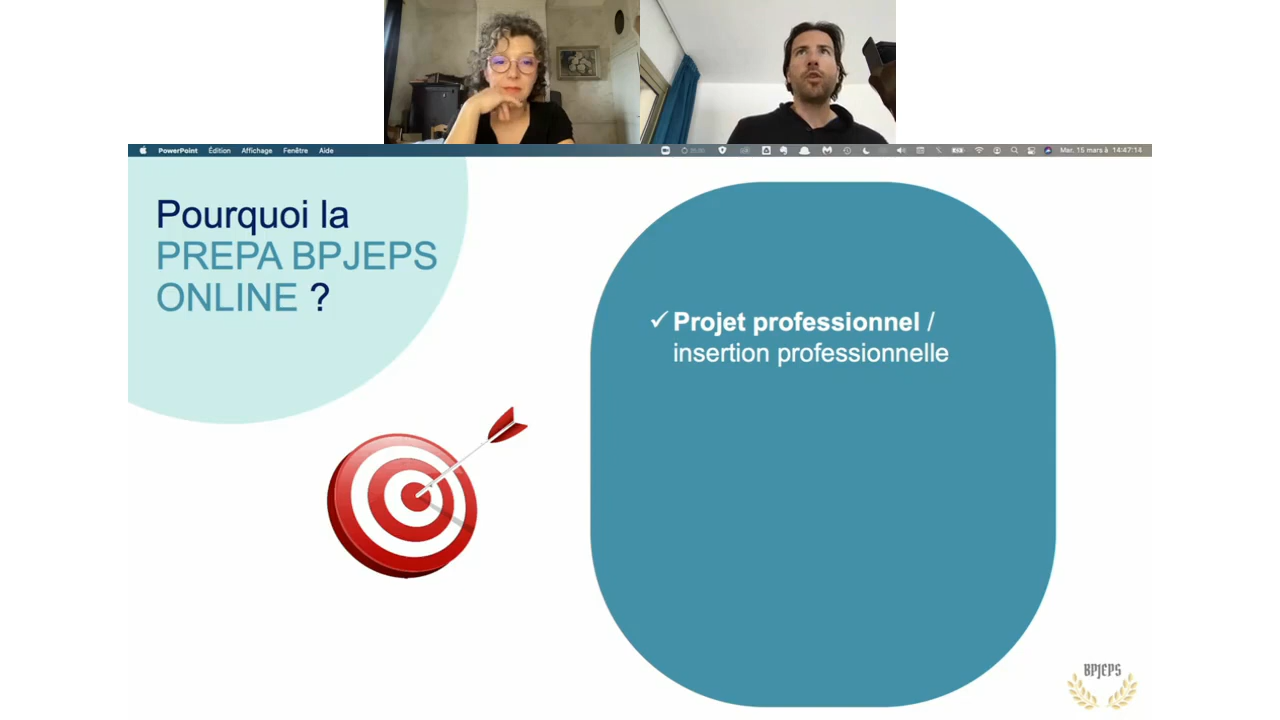 PowerPoint Édition Affichage Fenêtre Aide
Mer. 15 mars à 14:47:14
Pourquoi la
PREPA BPJEPS
ONLINE ?
✓ Projet professionnel /
insertion professionnelle
BPJEPS